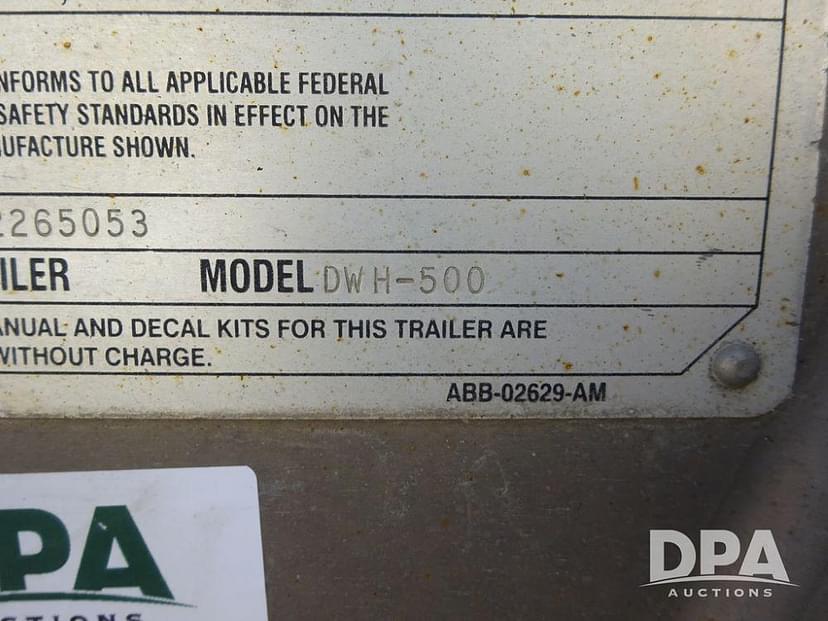 NFORMS TO ALL APPLICABLE FEDERAL
SAFETY STANDARDS IN EFFECT ON THE
UFACTURE SHOWN.
2265053
ILER MODEL DWH-500
ANUAL AND DECAL KITS FOR THIS TRAILER ARE
WITHOUT CHARGE.
ABB-02629-AM
PA
CTIONS
DPA
AUCTIONS